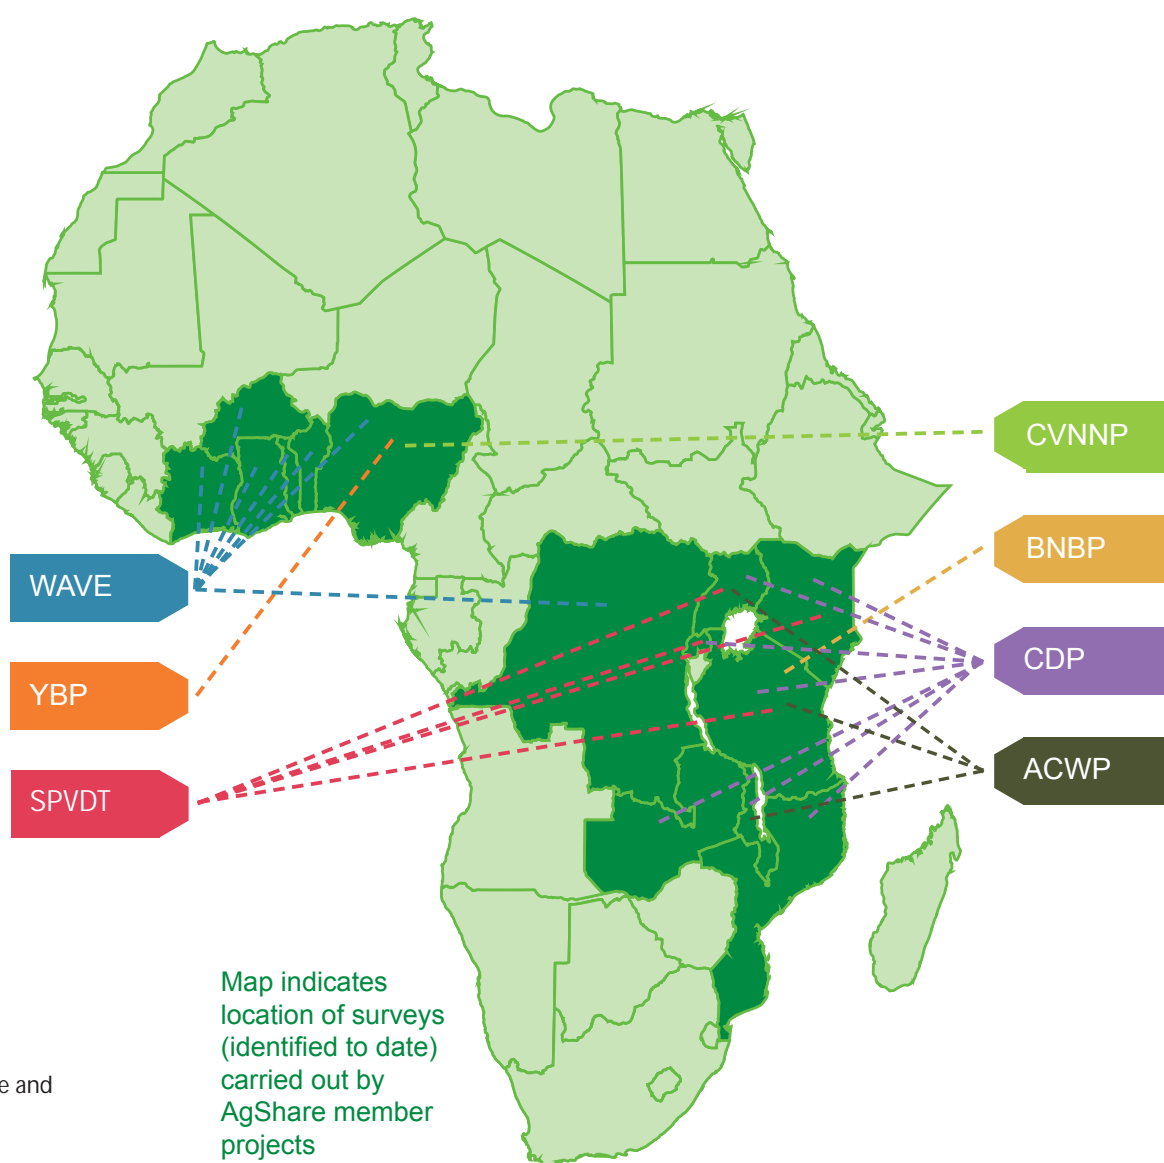 CVNNP
BNBP
WAVE
CDP
YBP
ACWP
SPVDT
Map indicates
location of surveys
(identified to date)
carried out by
AgShare member
projects
e and